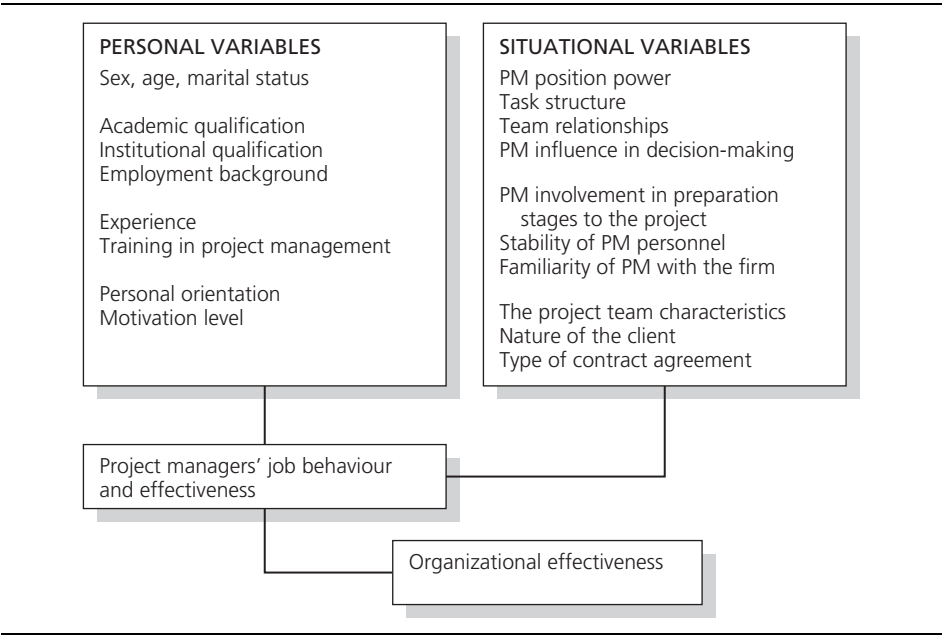 PERSONAL VARIABLES
Sex, age, marital status
Academic qualification
Institutional qualification
Employment background
Experience
Training in project management
Personal orientation
Motivation level
SITUATIONAL VARIABLES
PM position power
Task structure
Team relationships
PM influence in decision-making
PM involvement in preparation
stages to the project
Stability of PM personnel
Familiarity of PM with the firm
The project team characteristics
Nature of the client
Type of contract agreement
Project managers’ job behaviour
and effectiveness
Organizational effectiveness